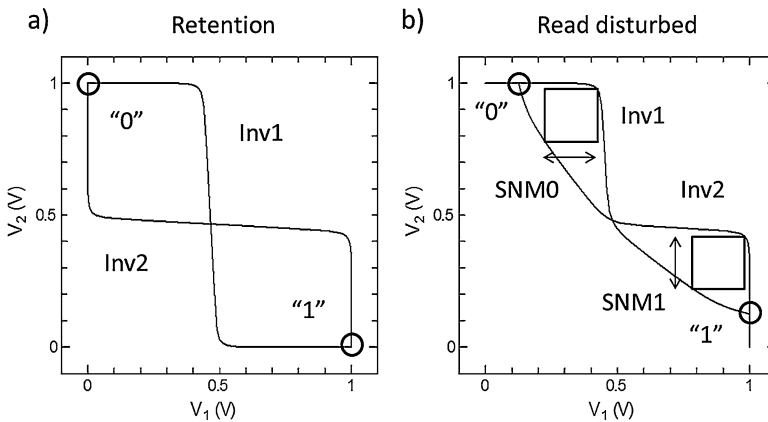 a)
Retention
1
0.5
0
V2 (V)
0
0.5
1
V1 (V)
“0”
Inv1
Inv2
“1”
b)
Read disturbed
1
0.5
0
V2 (V)
0
0.5
1
V1 (V)
“0”
Inv1
SNM0
Inv2
SNM1
“1”